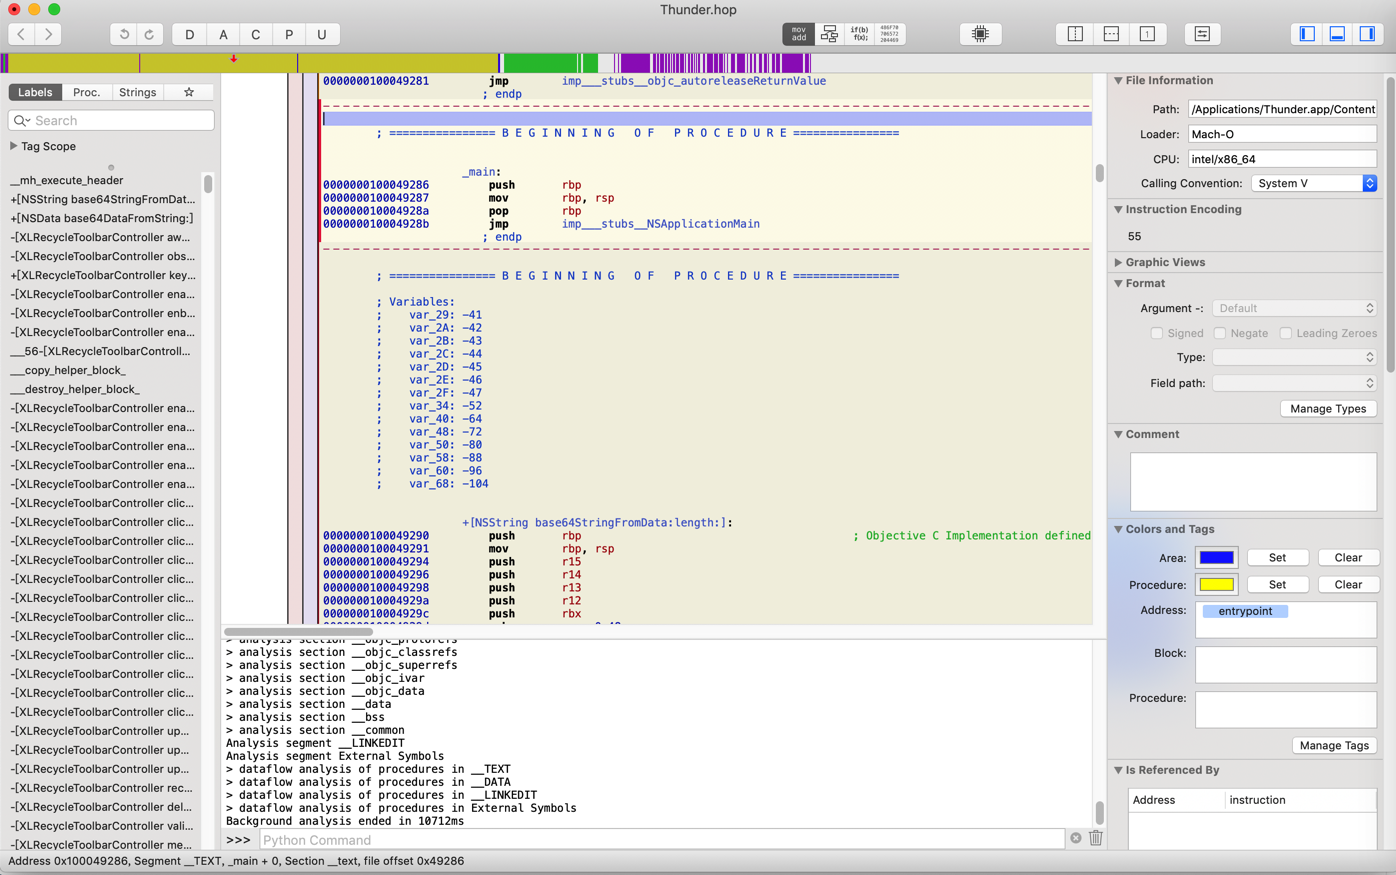 Thunder.hop
D A C P U
mov
add
if(b)
f(x);
Labels Proc. Strings
Search
Tag Scope
__mh_execute_header
+[NSString base64StringFromDat...
+[NSData base64DataFromString:]
-[XLRecycleToolbarController aw...
-[XLRecycleToolbarController obs...
+[XLRecycleToolbarController key...
-[XLRecycleToolbarController ena...
-[XLRecycleToolbarController enb...
-[XLRecycleToolbarController ena...
___56-[XLRecycleToolbarControll...
___copy_helper_block_
___destroy_helper_block_
-[XLRecycleToolbarController ena...
-[XLRecycleToolbarController ena...
-[XLRecycleToolbarController ena...
-[XLRecycleToolbarController ena...
-[XLRecycleToolbarController ena...
-[XLRecycleToolbarController clic...
-[XLRecycleToolbarController clic...
-[XLRecycleToolbarController clic...
-[XLRecycleToolbarController clic...
-[XLRecycleToolbarController clic...
-[XLRecycleToolbarController clic...
-[XLRecycleToolbarController clic...
-[XLRecycleToolbarController clic...
-[XLRecycleToolbarController clic...
-[XLRecycleToolbarController clic...
-[XLRecycleToolbarController clic...
-[XLRecycleToolbarController clic...
-[XLRecycleToolbarController up...
-[XLRecycleToolbarController up...
-[XLRecycleToolbarController up...
-[XLRecycleToolbarController rec...
-[XLRecycleToolbarController del...
-[XLRecycleToolbarController vali...
-[XLRecycleToolbarController me...
0000000100049281 jmp imp___stubs__objc_autoreleaseReturnValue
; endp
; ================ B E G I N N I N G O F P R O C E D U R E ================
_main:
0000000100049286 push rbp
0000000100049287 mov rbp, rsp
000000010004928a pop rbp
000000010004928b jmp imp___stubs__NSApplicationMain
; endp
; ================ B E G I N N I N G O F P R O C E D U R E ================
; Variables:
; var_29: -41
; var_2A: -42
; var_2B: -43
; var_2C: -44
; var_2D: -45
; var_2E: -46
; var_2F: -47
; var_34: -52
; var_40: -64
; var_48: -72
; var_50: -80
; var_58: -88
; var_60: -96
; var_68: -104
+[NSString base64StringFromData:length:]:
0000000100049290 push rbp ; Objective C Implementation defined
0000000100049291 mov rbp, rsp
0000000100049294 push r15
0000000100049296 push r14
0000000100049298 push r13
000000010004929a push r12
000000010004929c push rbx
> analysis section __objc_protorefs
> analysis section __objc_classrefs
> analysis section __objc_superrefs
> analysis section __objc_ivar
> analysis section __objc_data
> analysis section __data
> analysis section __bss
> analysis section __common
Analysis segment __LINKEDIT
Analysis segment External Symbols
> dataflow analysis of procedures in __TEXT
> dataflow analysis of procedures in __DATA
> dataflow analysis of procedures in __LINKEDIT
> dataflow analysis of procedures in External Symbols
Background analysis ended in 10712ms
>>> Python Command
File Information
Path: /Applications/Thunder.app/Content
Loader: Mach-O
CPU: intel/x86_64
Calling Convention: System V
Instruction Encoding
55
Graphic Views
Format
Argument -: Default
Signed Negate Leading Zeroes
Type:
Field path:
Manage Types
Comment
Colors and Tags
Area: Set Clear
Procedure: Set Clear
Address: entrypoint
Block:
Procedure:
Manage Tags
Is Referenced By
Address instruction
Address 0x100049286, Segment __TEXT, _main + 0, Section __text, file offset 0x49286